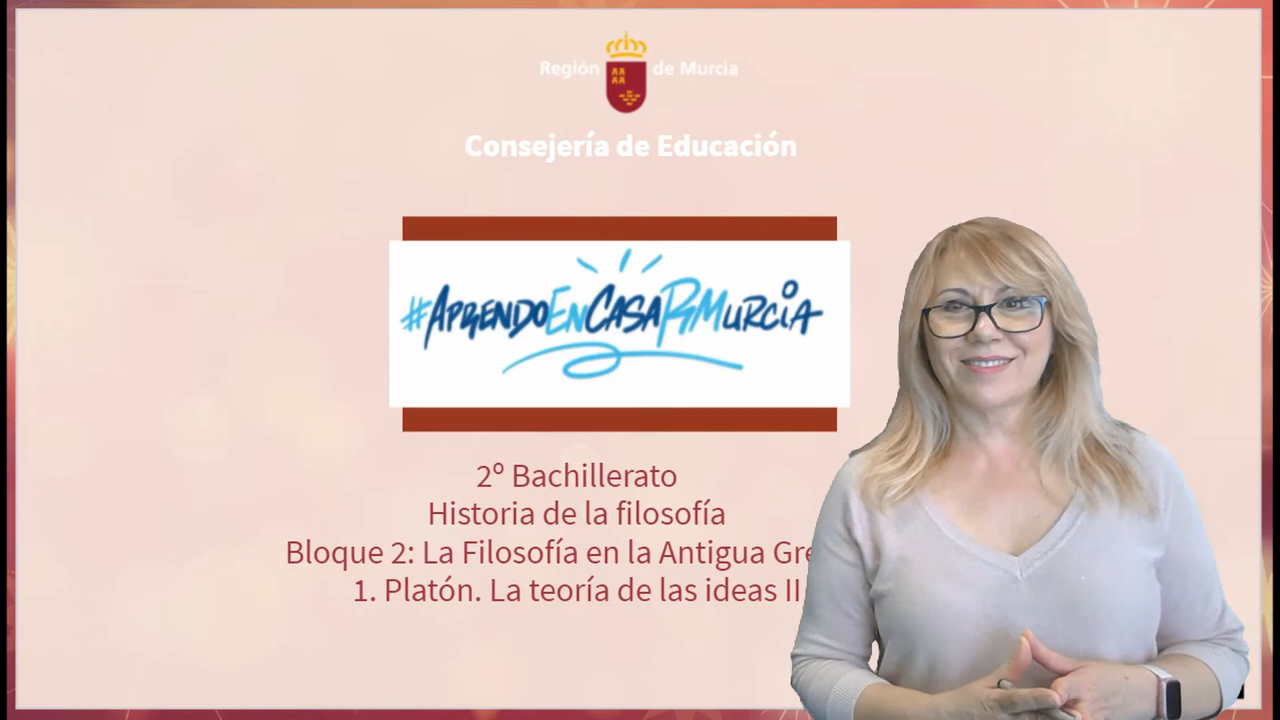 Región de Murcia
Consejería de Educación
#APRENDOENCASARMURCIA
2º Bachillerato
Historia de la filosofía
Bloque 2: La Filosofía en la Antigua
1. Platón. La teoría de las ideas II